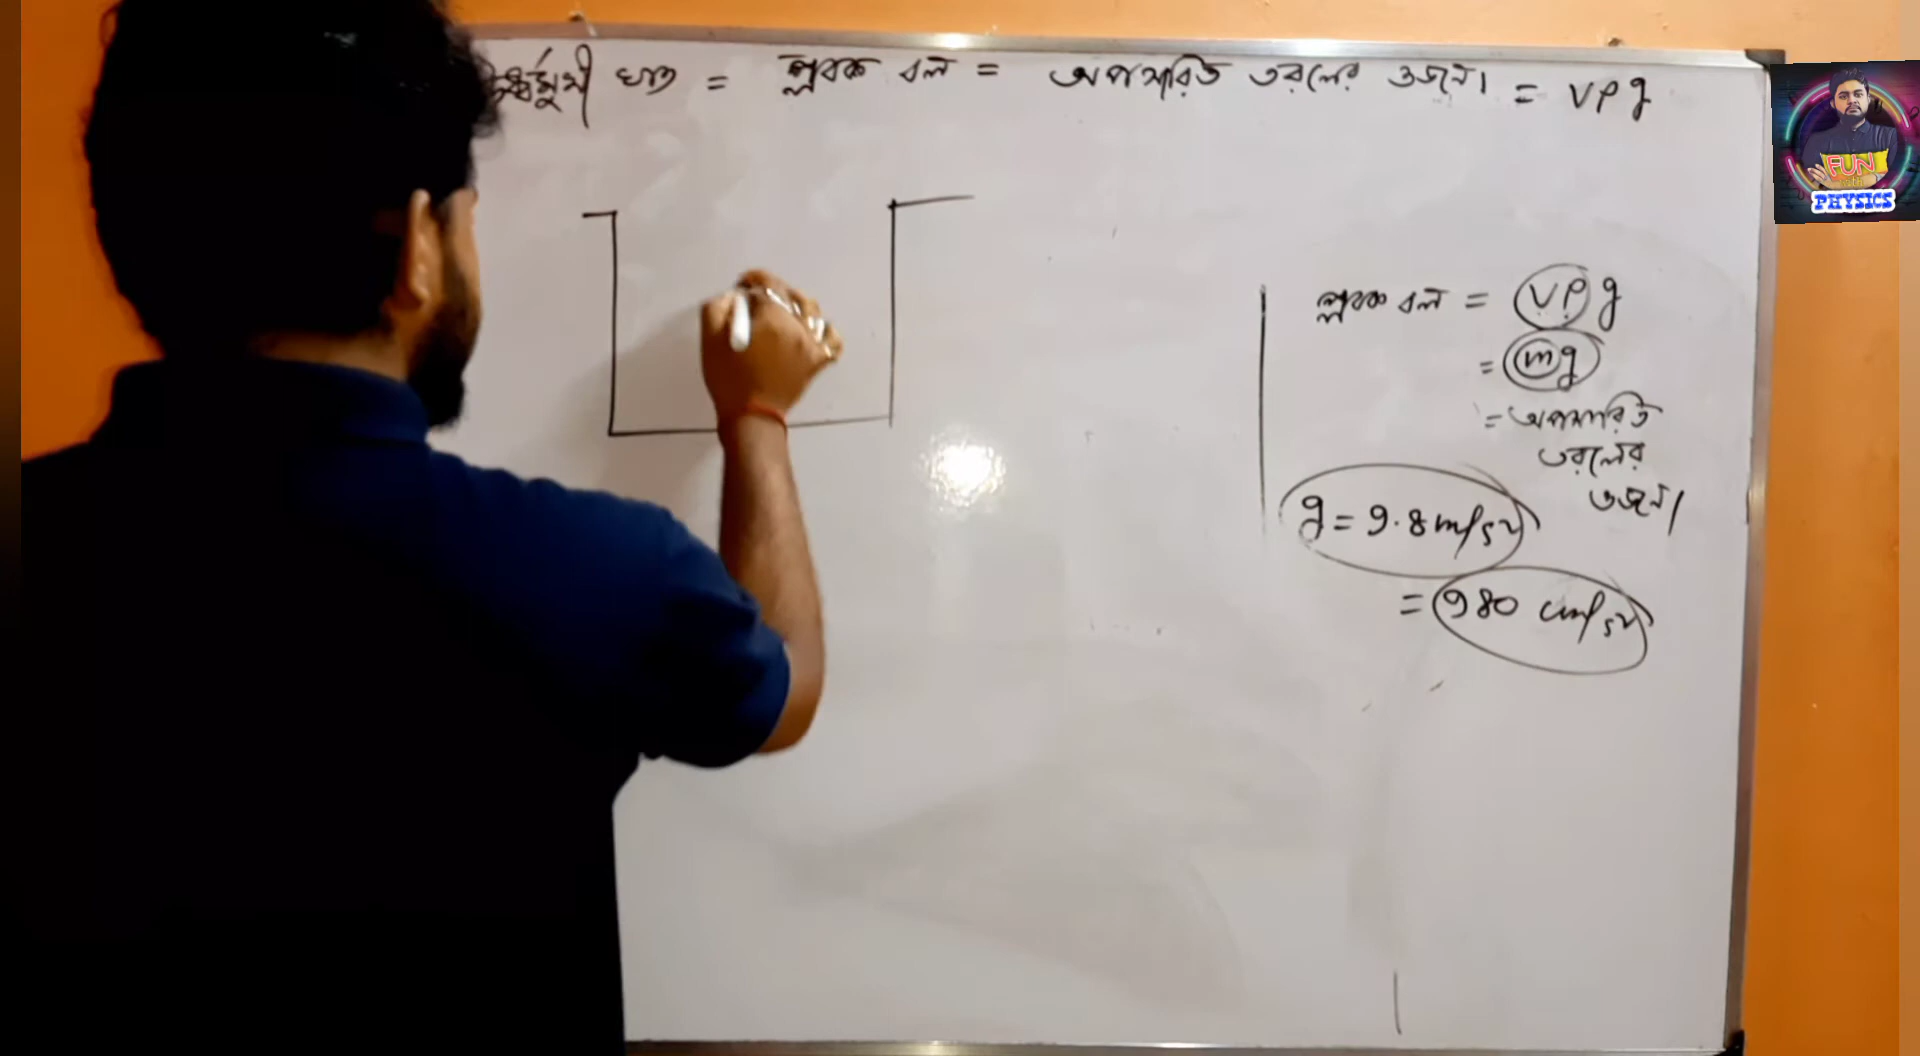 ঊর্ধ্বমুখী ঘাত = প্লবক বল = অপসারিত তরলের ওজন। = vρg
FUN
PHYSICS
প্লবক বল = vρg
= mg
= অপসারিত
তরলের
ওজন।
g = 9.8 m/s²
= 980 cm/s²